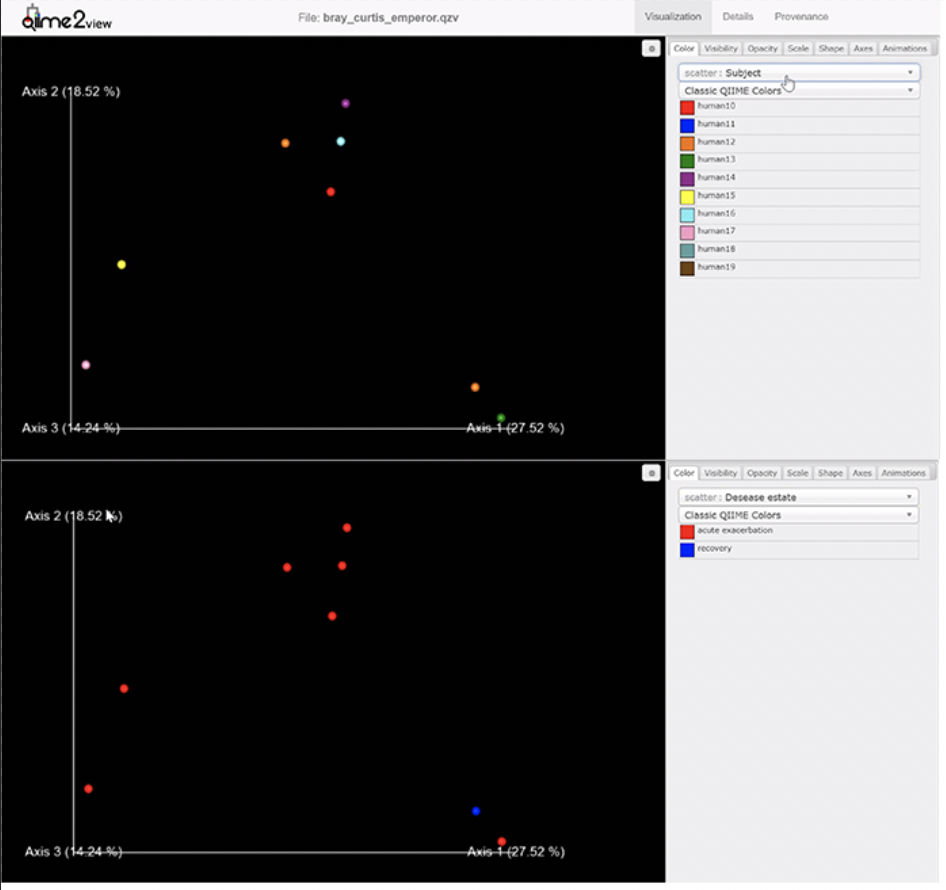 qiime2view
File: bray_curtis_emperor.qzv
Visualization Details Provenance
Color Visibility Opacity Scale Shape Axes Animations
scatter : Subject
Classic QIIME Colors
human10
human11
human12
human13
human14
human15
human16
human17
human18
human19
Axis 2 (18.52 %)
Axis 3 (14.24 %)
Axis 1 (27.52 %)
Color Visibility Opacity Scale Shape Axes Animations
scatter : Desease estate
Classic QIIME Colors
acute exacerbation
recovery
Axis 2 (18.52 %)
Axis 3 (14.24 %)
Axis 1 (27.52 %)